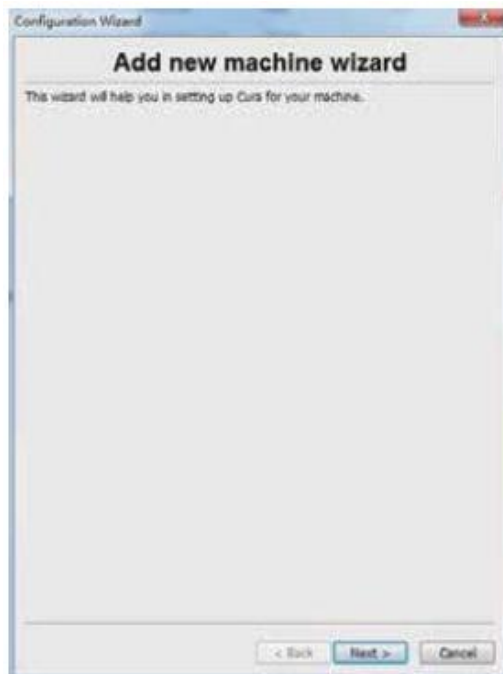 Configuration Wizard
Add new machine wizard
This wizard will help you in setting up Cura for your machine.
< Back Next > Cancel